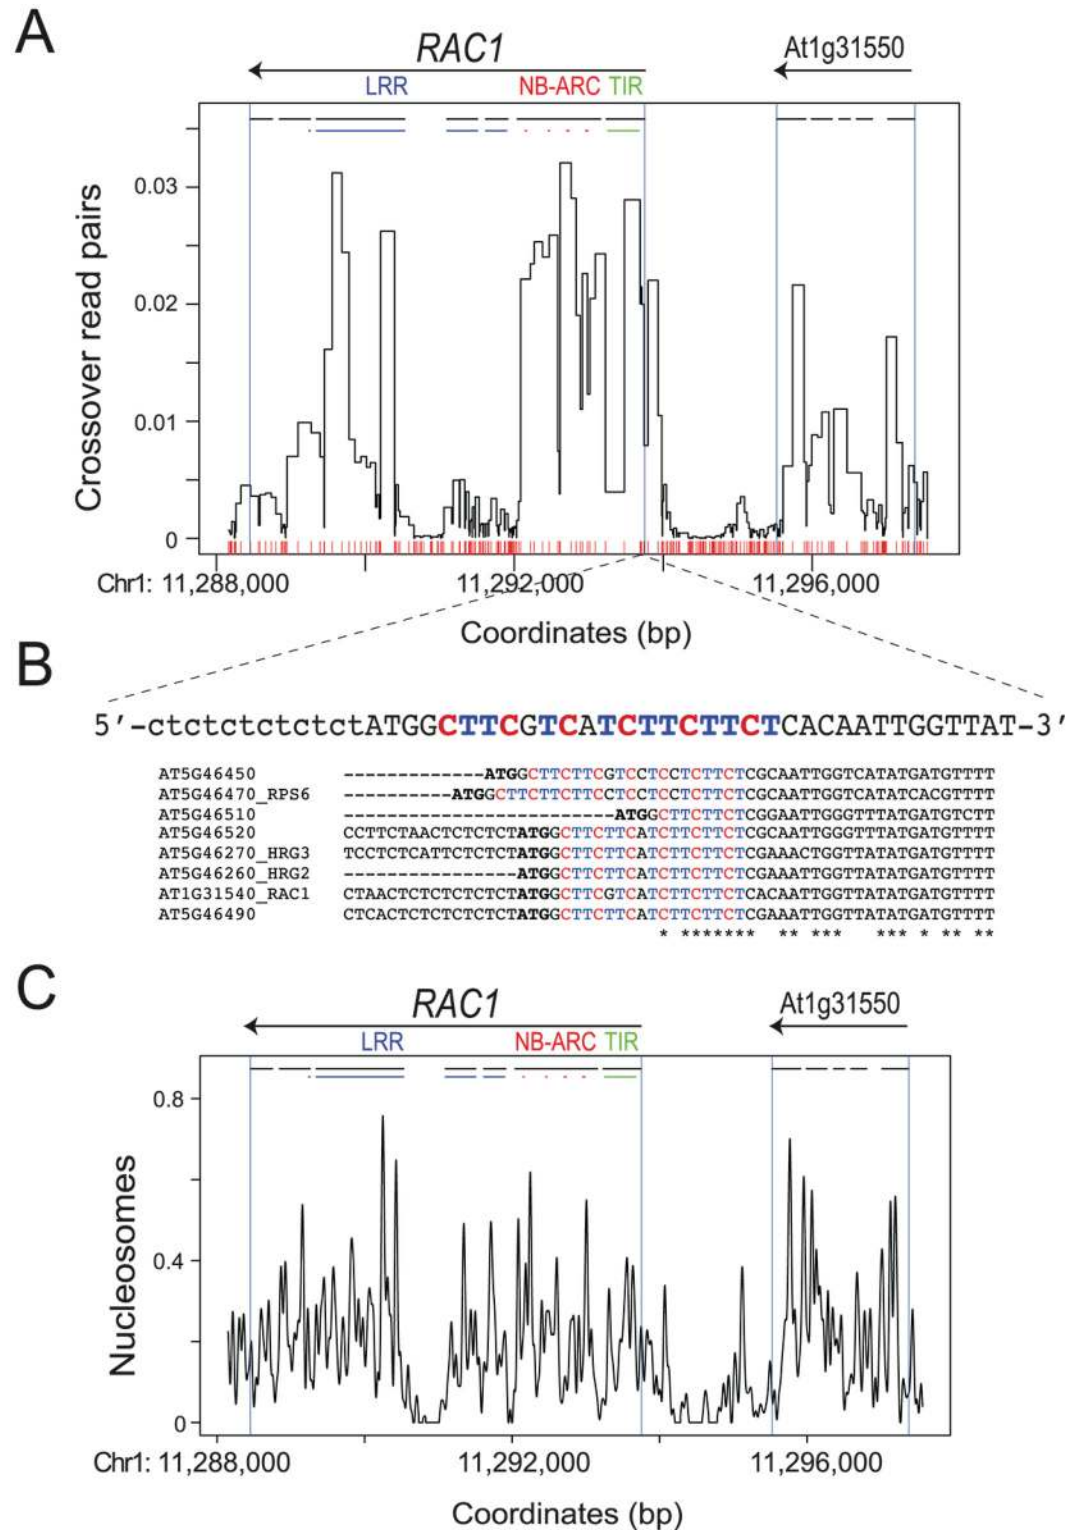 A
RAC1 At1g31550
LRR NB-ARC TIR
Crossover read pairs
0.03
0.02
0.01
0
Chr1: 11,288,000 11,292,000 11,296,000
Coordinates (bp)
B
5′-ctctctctctctATGGCTTCGTCATCTTCTTCTCACAATTGGTTAT-3′
AT5G46450 -------------ATGGCTTCTTCGTCCTCCTCTTCTCGCAATTGGTCATATGATGTTTT
AT5G46470_RPS6 ----------ATGGCTTCTTCTTCCTCCTCCTCTTCTCGCAATTGGTCATATCACGTTTT
AT5G46510 -------------------------ATGGCTTCTTCTCGGAATTGGGTTTATGATGTCTT
AT5G46520 CCTTCTAACTCTCTCTATGGCTTCTTCATCTTCTTCTCGCAATTGGGTTTATGATGTTTT
AT5G46270_HRG3 TCCTCTCATTCTCTCTATGGCTTCTTCATCTTCTTCTCGAAACTGGTTATATGATGTTTT
AT5G46260_HRG2 ----------------ATGGCTTCTTCATCTTCTTCTCGAAATTGGTTATATGATGTTTT
AT1G31540_RAC1 CTAACTCTCTCTCTCTATGGCTTCGTCATCTTCTTCTCACAATTGGTTATATGATGTTTT
AT5G46490 CTCACTCTCTCTCTCTATGGCTTCTTCATCTTCTTCTCGAAATTGGTTATATGATGTTTT
* ******* ** *** *** * ** **
C
RAC1 At1g31550
LRR NB-ARC TIR
Nucleosomes
0.8
0.4
0
Chr1: 11,288,000 11,292,000 11,296,000
Coordinates (bp)